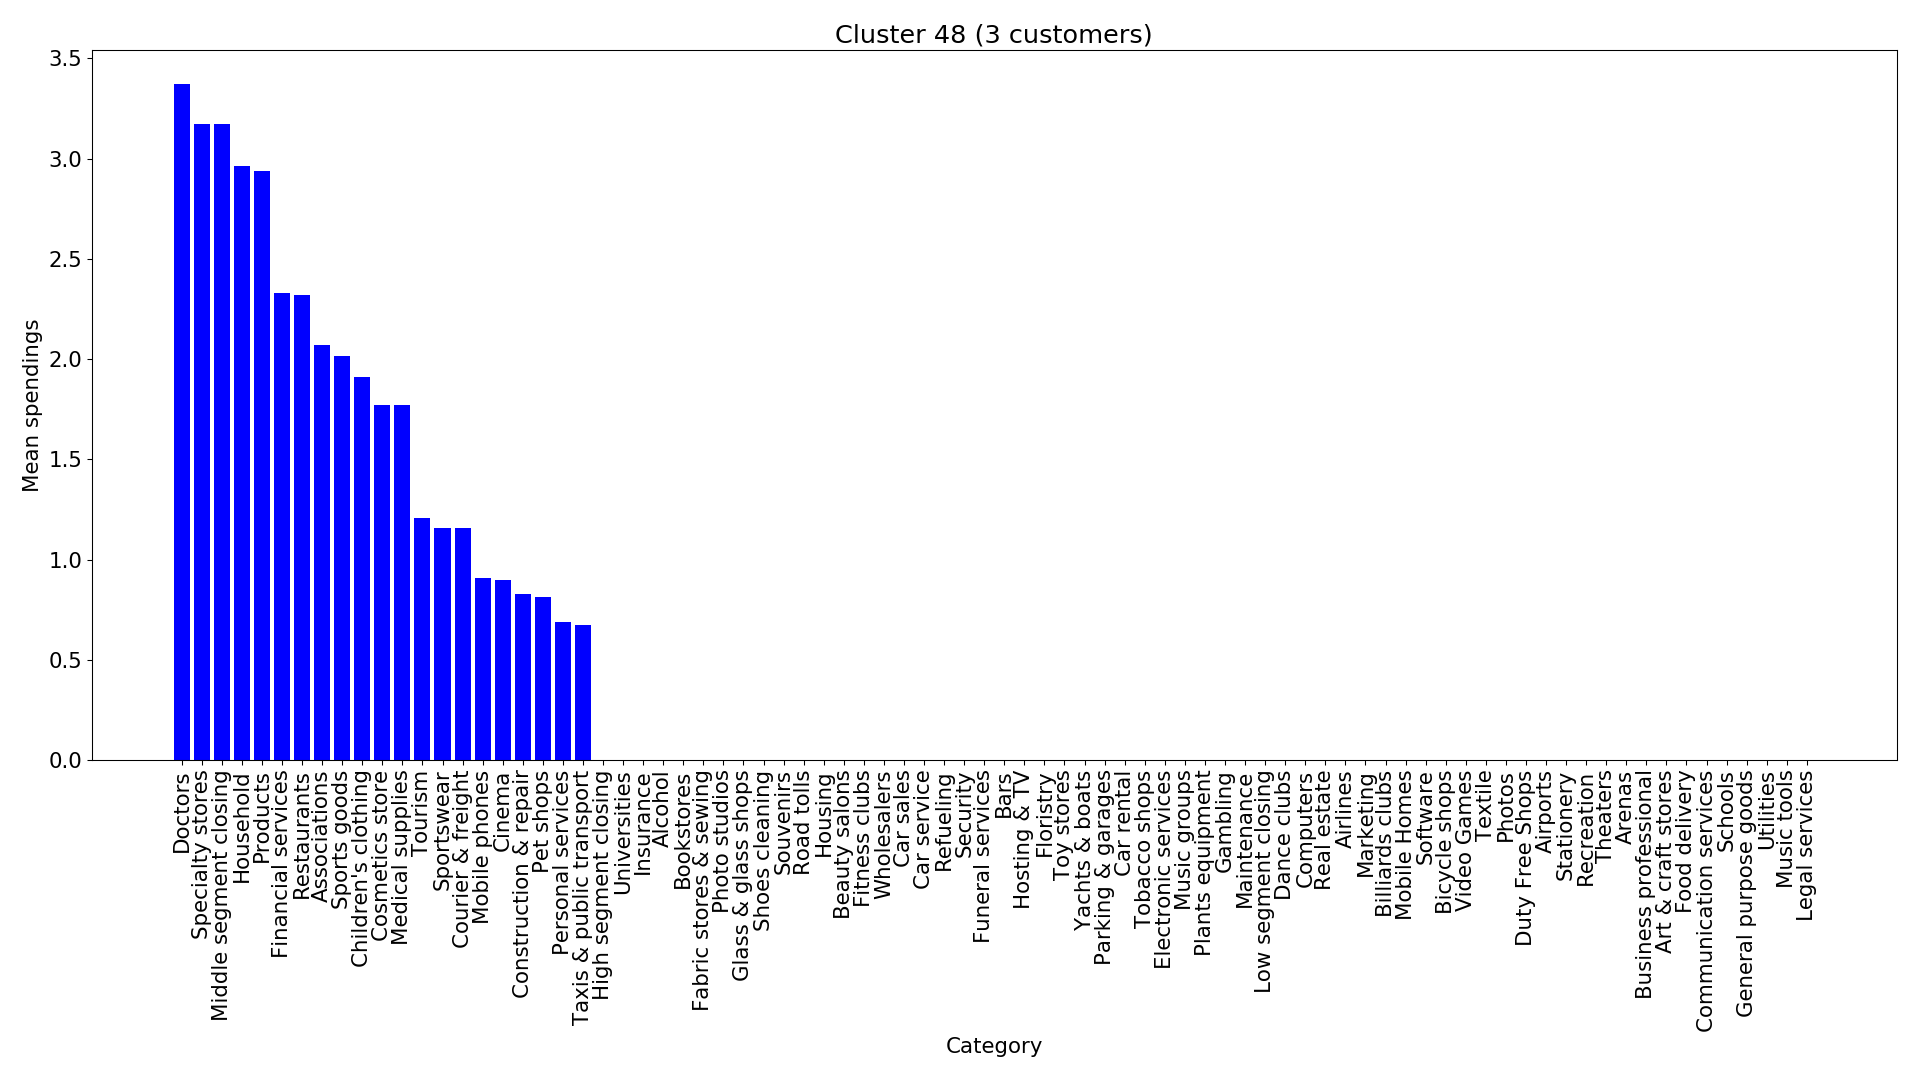 Cluster 48 (3 customers)
Mean spendings
3.5
3.0
2.5
2.0
1.5
1.0
0.5
0.0
Doctors
Specialty stores
Middle segment closing
Household
Products
Financial services
Restaurants
Associations
Sports goods
Children's clothing
Cosmetics store
Medical supplies
Tourism
Sportswear
Courier & freight
Mobile phones
Cinema
Construction & repair
Pet shops
Personal services
Taxis & public transport
High segment closing
Universities
Insurance
Alcohol
Bookstores
Fabric stores & sewing
Photo studios
Glass & glass shops
Shoes cleaning
Souvenirs
Road tolls
Housing
Beauty salons
Fitness clubs
Wholesalers
Car sales
Car service
Refueling
Security
Funeral services
Bars
Hosting & TV
Floristry
Toy stores
Yachts & boats
Parking & garages
Car rental
Tobacco shops
Electronic services
Music groups
Plants equipment
Gambling
Maintenance
Low segment closing
Dance clubs
Computers
Real estate
Airlines
Marketing
Billiards clubs
Mobile Homes
Software
Bicycle shops
Video Games
Textile
Photos
Duty Free Shops
Airports
Stationery
Recreation
Theaters
Arenas
Business professional
Art & craft stores
Food delivery
Communication services
Schools
General purpose goods
Utilities
Music tools
Legal services
Category